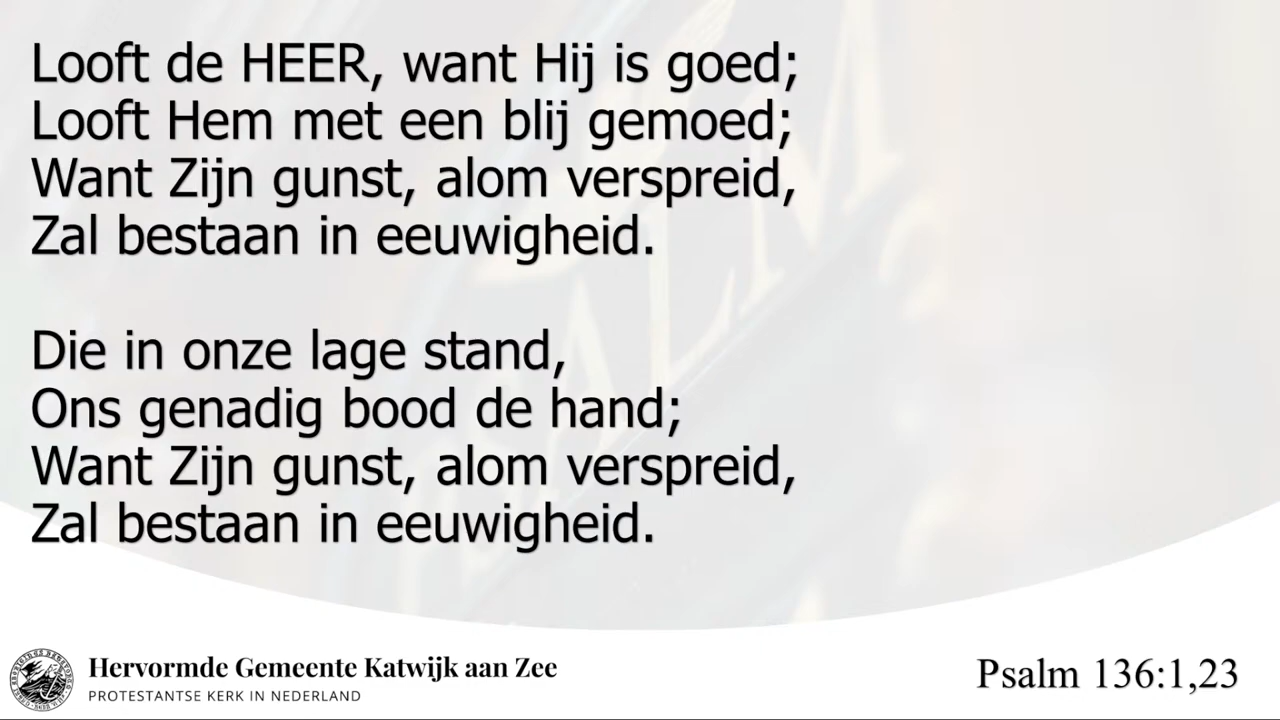 Looft de HEER, want Hij is goed;
Looft Hem met een blij gemoed;
Want Zijn gunst, alom verspreid,
Zal bestaan in eeuwigheid.
Die in onze lage stand,
Ons genadig bood de hand;
Want Zijn gunst, alom verspreid,
Zal bestaan in eeuwigheid.
Hervormde Gemeente Katwijk aan Zee
PROTESTANTSE KERK IN NEDERLAND
Psalm 136:1,23